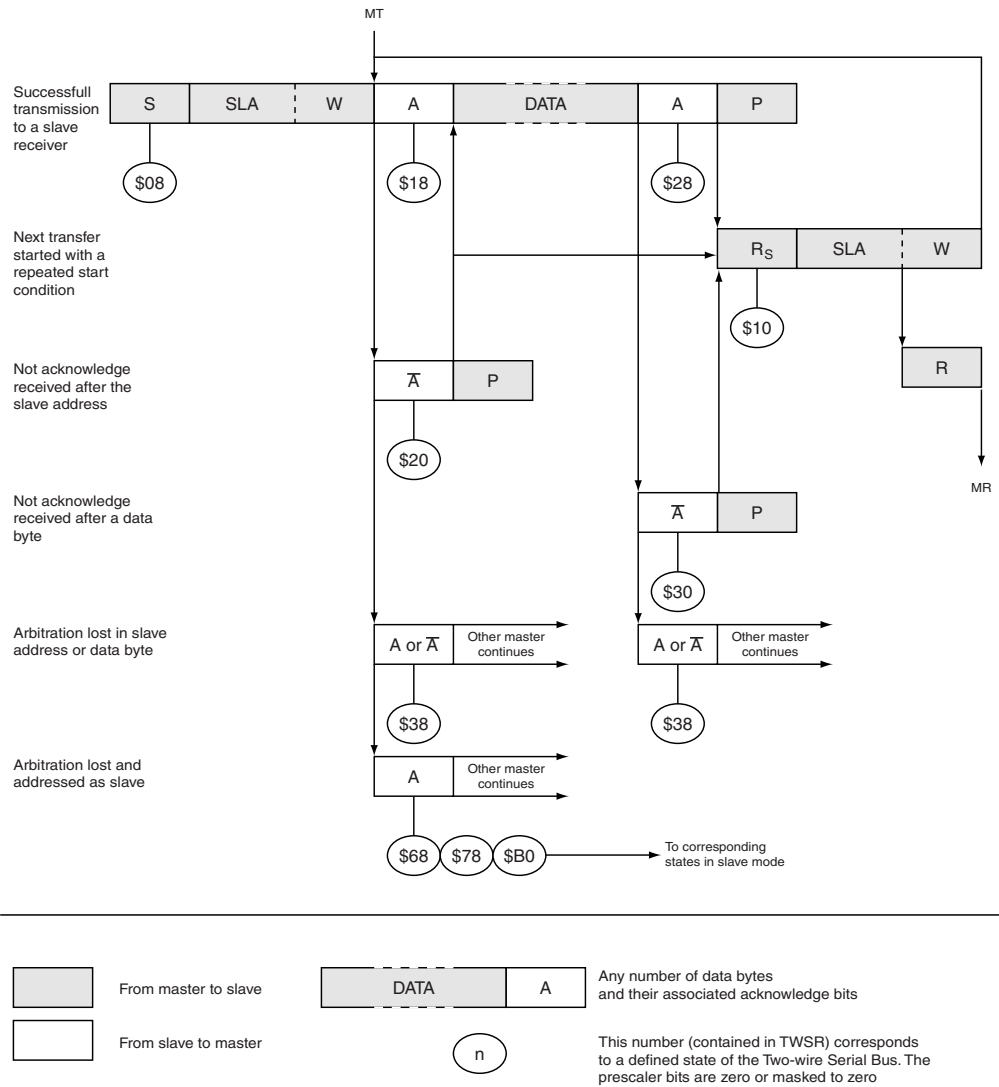 MT
Successfull
transmission
to a slave
receiver
S SLA W A DATA A P
$08 $18 $28
Next transfer
started with a
repeated start
condition
RS SLA W
$10
Not acknowledge
received after the
slave address
A̅ P
R
$20
MR
Not acknowledge
received after a data
byte
A̅ P
$30
Arbitration lost in slave
address or data byte
A or A̅ Other master
continues
A or A̅ Other master
continues
$38 $38
Arbitration lost and
addressed as slave
A Other master
continues
$68 $78 $B0 To corresponding
states in slave mode
From master to slave
DATA A Any number of data bytes
and their associated acknowledge bits
From slave to master
n This number (contained in TWSR) corresponds
to a defined state of the Two-wire Serial Bus. The
prescaler bits are zero or masked to zero